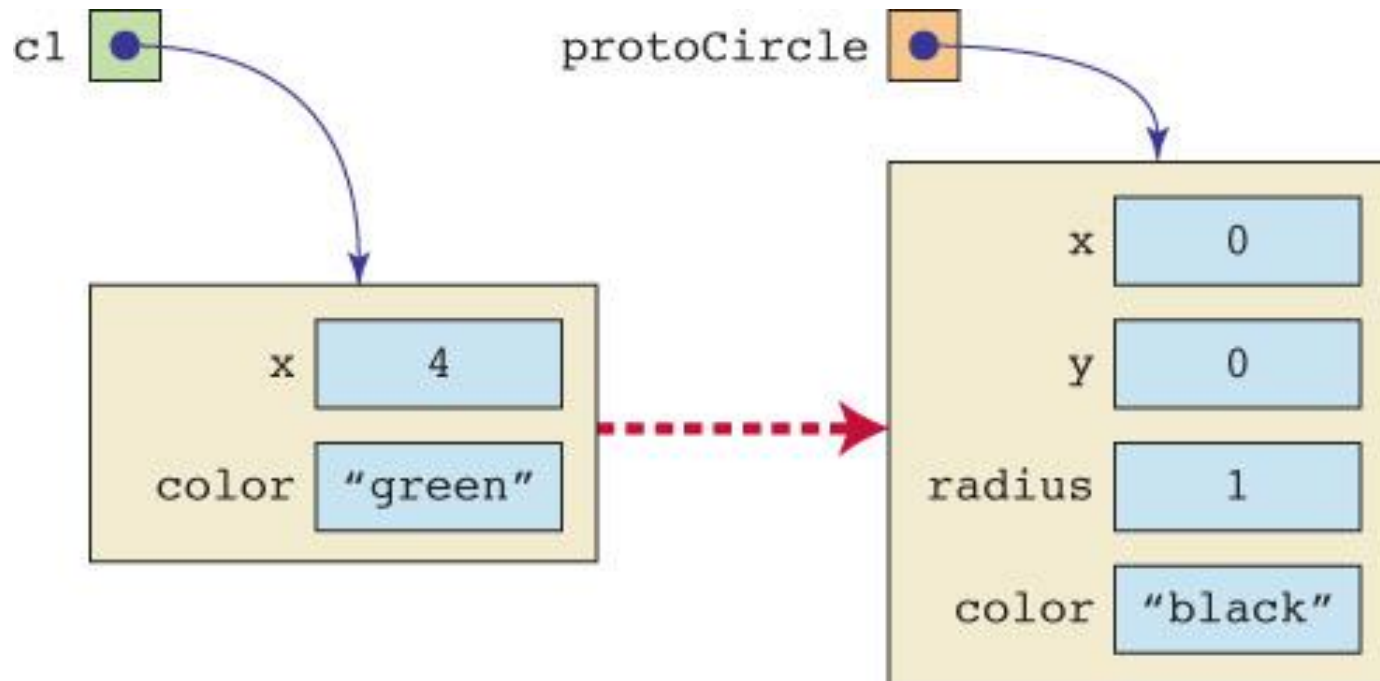 c1
protoCircle
x 4
color “green”
x 0
y 0
radius 1
color “black”